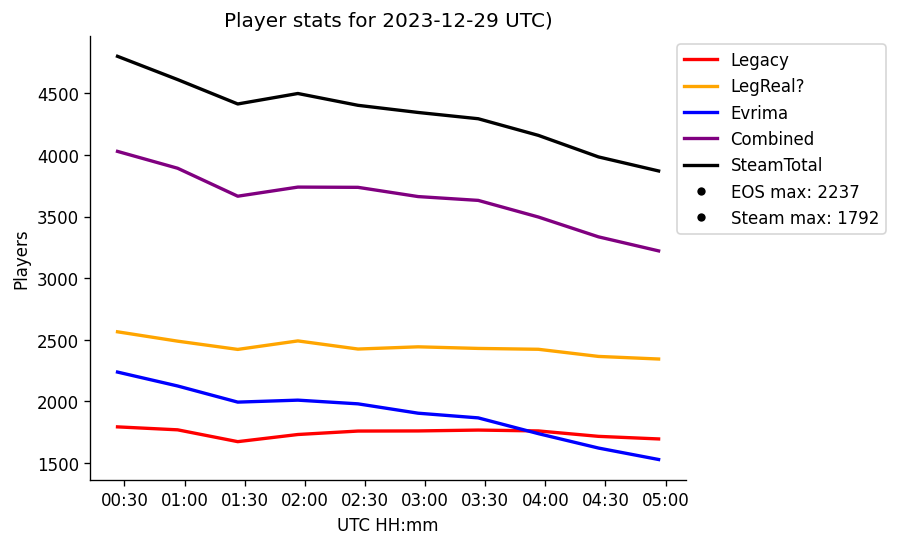 Player stats for 2023-12-29 UTC)
Legacy
LegReal?
Evrima
Combined
SteamTotal
EOS max: 2237
Steam max: 1792
Players
4500
4000
3500
3000
2500
2000
1500
00:30 01:00 01:30 02:00 02:30 03:00 03:30 04:00 04:30 05:00
UTC HH:mm